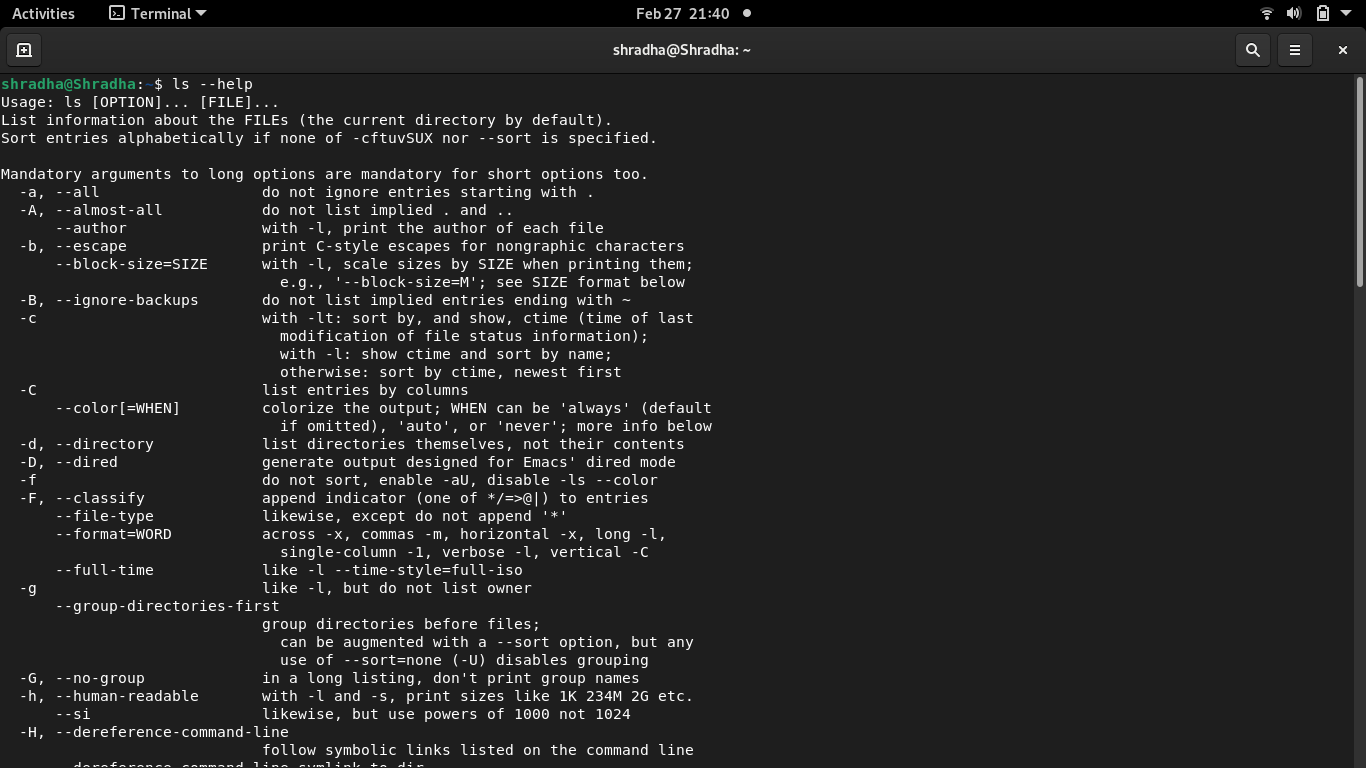 Activities Terminal Feb 27 21:40
shradha@Shradha: ~
shradha@Shradha:~$ ls --help
Usage: ls [OPTION]... [FILE]...
List information about the FILEs (the current directory by default).
Sort entries alphabetically if none of -cftuvSUX nor --sort is specified.

Mandatory arguments to long options are mandatory for short options too.
  -a, --all                  do not ignore entries starting with .
  -A, --almost-all           do not list implied . and ..
      --author               with -l, print the author of each file
  -b, --escape               print C-style escapes for nongraphic characters
      --block-size=SIZE      with -l, scale sizes by SIZE when printing them;
                               e.g., '--block-size=M'; see SIZE format below
  -B, --ignore-backups       do not list implied entries ending with ~
  -c                         with -lt: sort by, and show, ctime (time of last
                               modification of file status information);
                               with -l: show ctime and sort by name;
                               otherwise: sort by ctime, newest first
  -C                         list entries by columns
      --color[=WHEN]         colorize the output; WHEN can be 'always' (default
                               if omitted), 'auto', or 'never'; more info below
  -d, --directory            list directories themselves, not their contents
  -D, --dired                generate output designed for Emacs' dired mode
  -f                         do not sort, enable -aU, disable -ls --color
  -F, --classify             append indicator (one of */=>@|) to entries
      --file-type            likewise, except do not append '*'
      --format=WORD          across -x, commas -m, horizontal -x, long -l,
                               single-column -1, verbose -l, vertical -C
      --full-time            like -l --time-style=full-iso
  -g                         like -l, but do not list owner
      --group-directories-first
                             group directories before files;
                               can be augmented with a --sort option, but any
                               use of --sort=none (-U) disables grouping
  -G, --no-group             in a long listing, don't print group names
  -h, --human-readable       with -l and -s, print sizes like 1K 234M 2G etc.
      --si                   likewise, but use powers of 1000 not 1024
  -H, --dereference-command-line
                             follow symbolic links listed on the command line
      --dereference-command-line-symlink-to-dir